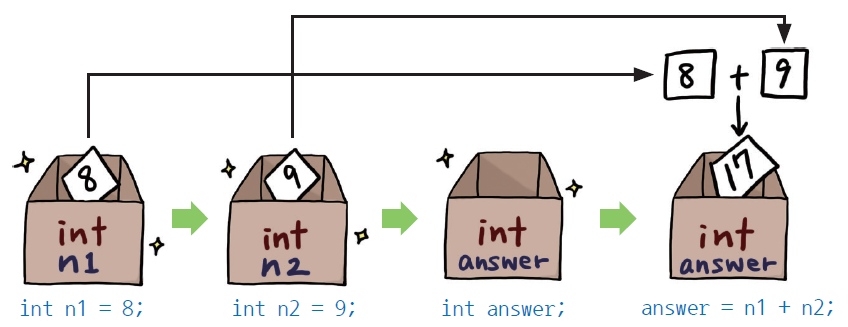 8 + 9
8
int
n1
9
int
n2
int
answer
17
int
answer
int n1 = 8;
int n2 = 9;
int answer;
answer = n1 + n2;